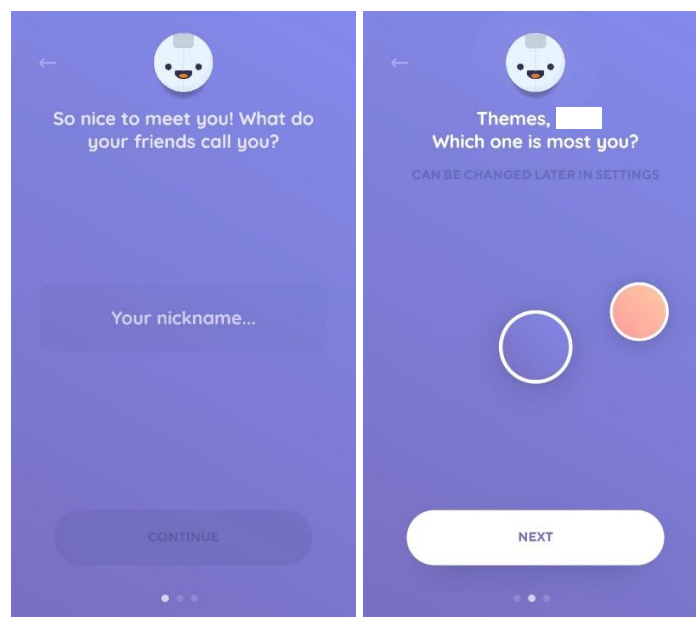 So nice to meet you! What do
your friends call you?
Your nickname...
CONTINUE
Themes,
Which one is most you?
CAN BE CHANGED LATER IN SETTINGS
NEXT